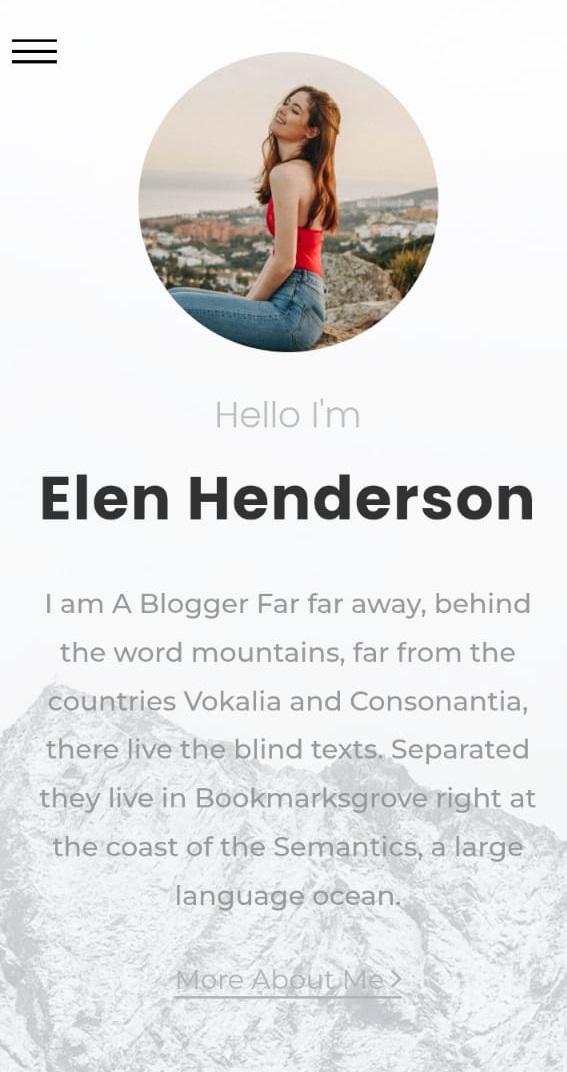 Hello I'm
Elen Henderson
I am A Blogger Far far away, behind
the word mountains, far from the
countries Vokalia and Consonantia,
there live the blind texts. Separated
they live in Bookmarksgrove right at
the coast of the Semantics, a large
language ocean.
More About Me